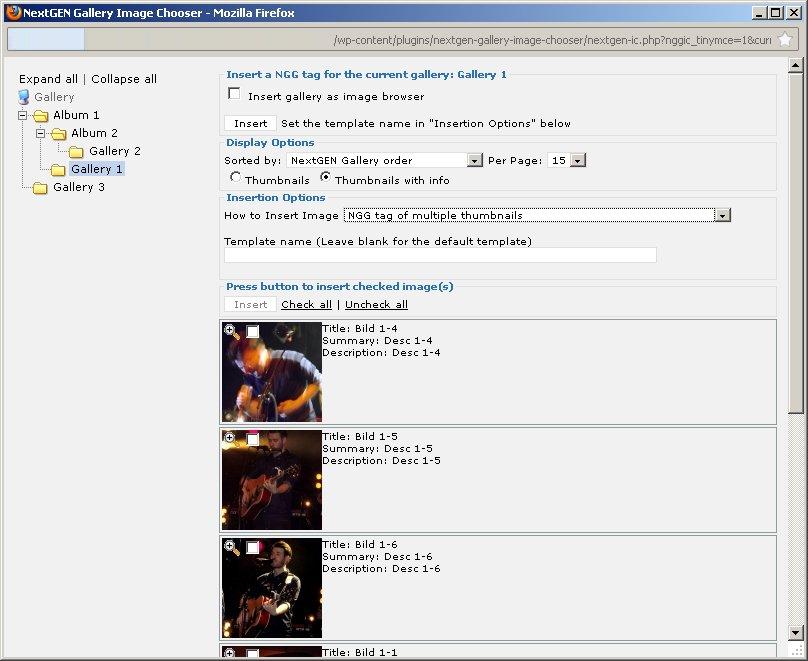 NextGEN Gallery Image Chooser - Mozilla Firefox
/wp-content/plugins/nextgen-gallery-image-chooser/nextgen-ic.php?nggic_tinymce=1&curr
Expand all | Collapse all
Gallery
Album 1
Album 2
Gallery 2
Gallery 1
Gallery 3
Insert a NGG tag for the current gallery: Gallery 1
Insert gallery as image browser
Insert Set the template name in "Insertion Options" below
Display Options
Sorted by: NextGEN Gallery order Per Page: 15
Thumbnails Thumbnails with info
Insertion Options
How to Insert Image NGG tag of multiple thumbnails
Template name (Leave blank for the default template)
Press button to insert checked image(s)
Insert Check all | Uncheck all
Title: Bild 1-4
Summary: Desc 1-4
Description: Desc 1-4
Title: Bild 1-5
Summary: Desc 1-5
Description: Desc 1-5
Title: Bild 1-6
Summary: Desc 1-6
Description: Desc 1-6
Title: Bild 1-1